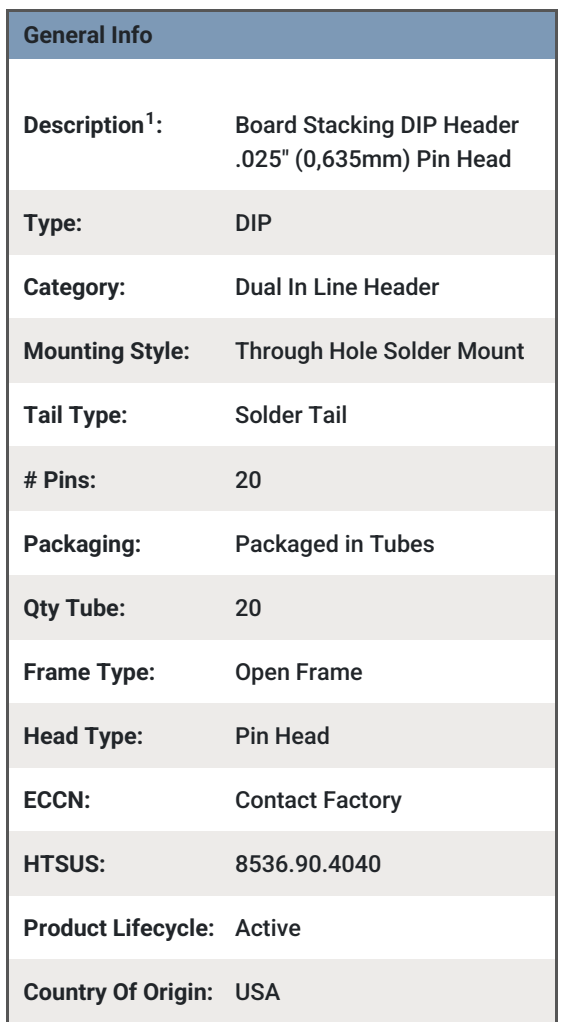 General Info
Description1: Board Stacking DIP Header
.025" (0,635mm) Pin Head
Type: DIP
Category: Dual In Line Header
Mounting Style: Through Hole Solder Mount
Tail Type: Solder Tail
# Pins: 20
Packaging: Packaged in Tubes
Qty Tube: 20
Frame Type: Open Frame
Head Type: Pin Head
ECCN: Contact Factory
HTSUS: 8536.90.4040
Product Lifecycle: Active
Country Of Origin: USA